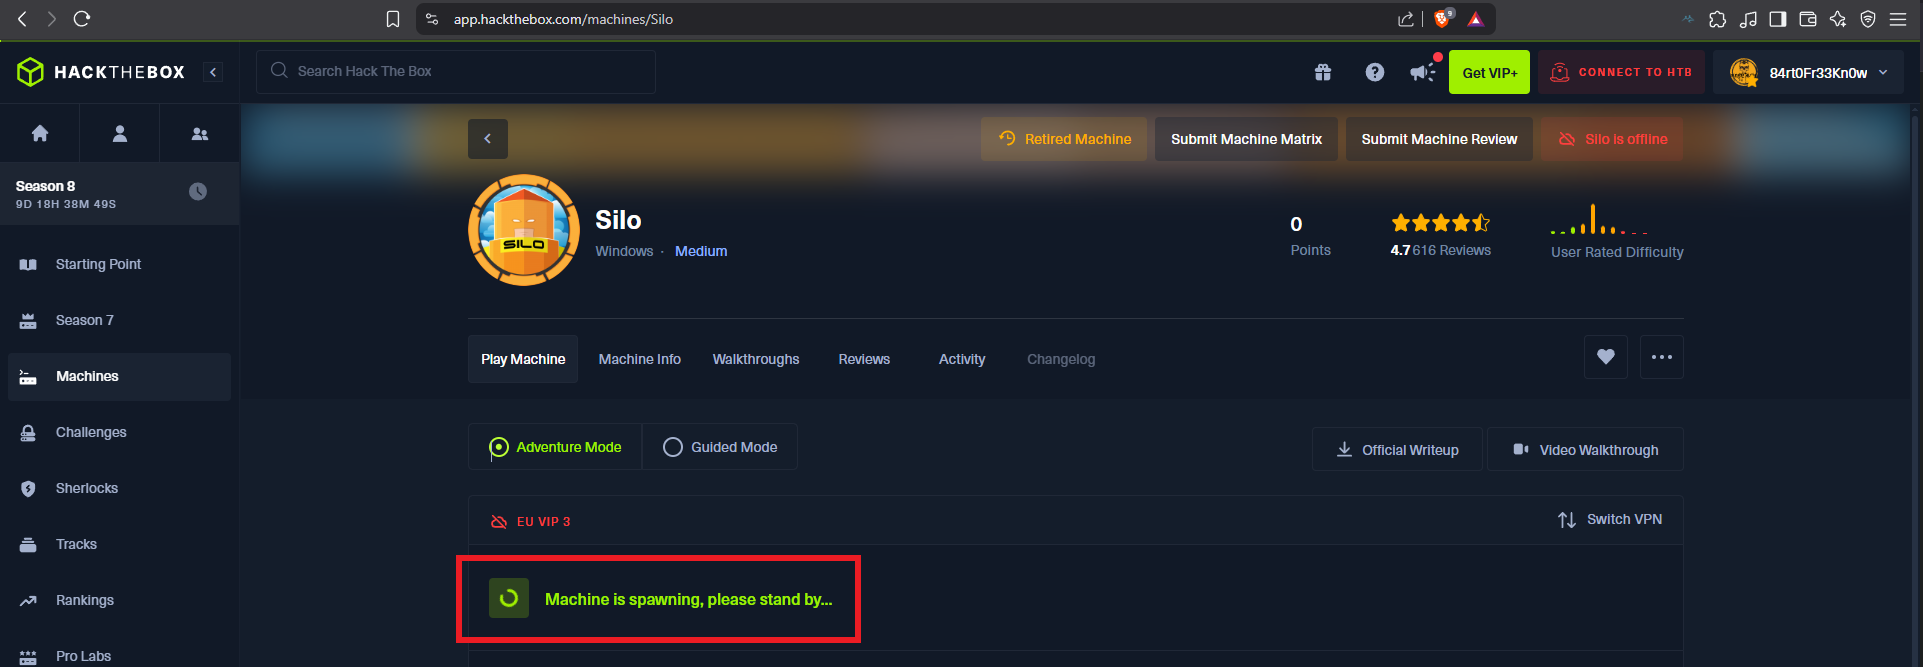 app.hackthebox.com/machines/Silo
9
HACKTHEBOX
Search Hack The Box
Get VIP+
CONNECT TO HTB
84rt0Fr33Kn0w
Retired Machine
Submit Machine Matrix
Submit Machine Review
Silo is offline
Season 8
9D 18H 38M 49S
SILO
Silo
Windows · Medium
0
Points
4.7 616 Reviews
User Rated Difficulty
Starting Point
Season 7
Machines
Challenges
Sherlocks
Tracks
Rankings
Pro Labs
Play Machine
Machine Info
Walkthroughs
Reviews
Activity
Changelog
Adventure Mode
Guided Mode
Official Writeup
Video Walkthrough
EU VIP 3
Switch VPN
Machine is spawning, please stand by...